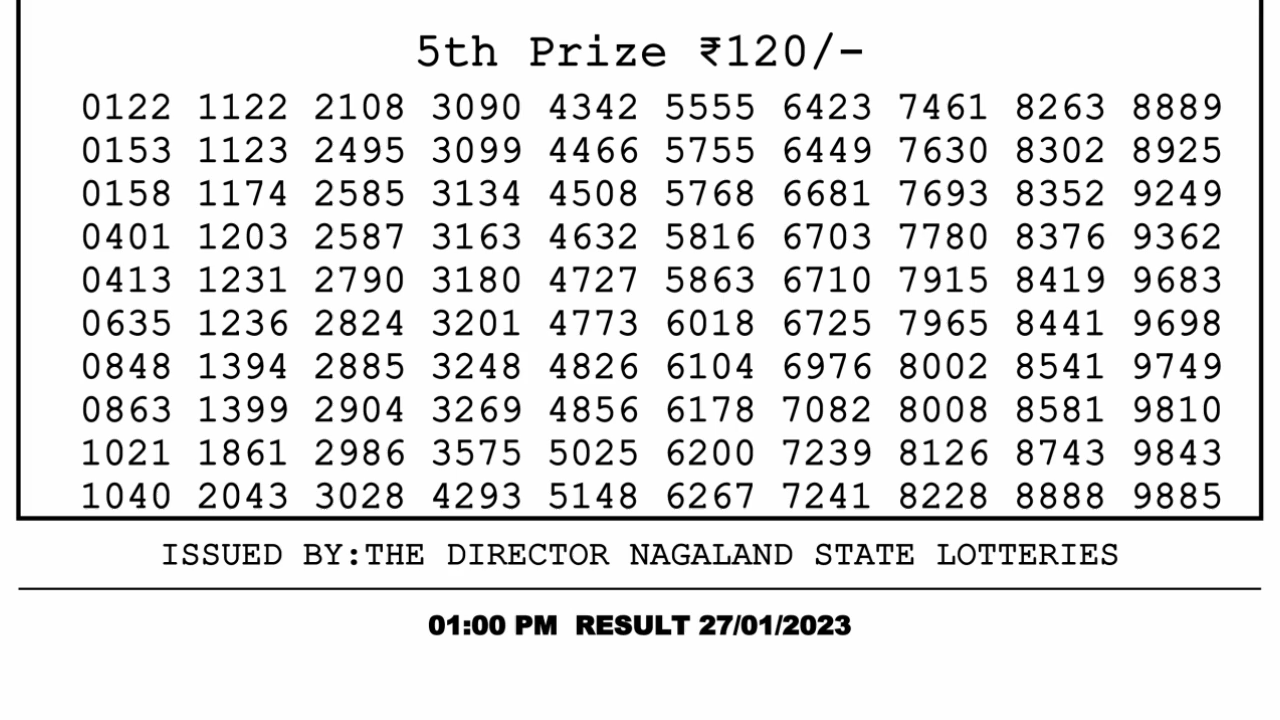 5th Prize ₹120/-
0122 1122 2108 3090 4342 5555 6423 7461 8263 8889
0153 1123 2495 3099 4466 5755 6449 7630 8302 8925
0158 1174 2585 3134 4508 5768 6681 7693 8352 9249
0401 1203 2587 3163 4632 5816 6703 7780 8376 9362
0413 1231 2790 3180 4727 5863 6710 7915 8419 9683
0635 1236 2824 3201 4773 6018 6725 7965 8441 9698
0848 1394 2885 3248 4826 6104 6976 8002 8541 9749
0863 1399 2904 3269 4856 6178 7082 8008 8581 9810
1021 1861 2986 3575 5025 6200 7239 8126 8743 9843
1040 2043 3028 4293 5148 6267 7241 8228 8888 9885
ISSUED BY:THE DIRECTOR NAGALAND STATE LOTTERIES
01:00 PM RESULT 27/01/2023